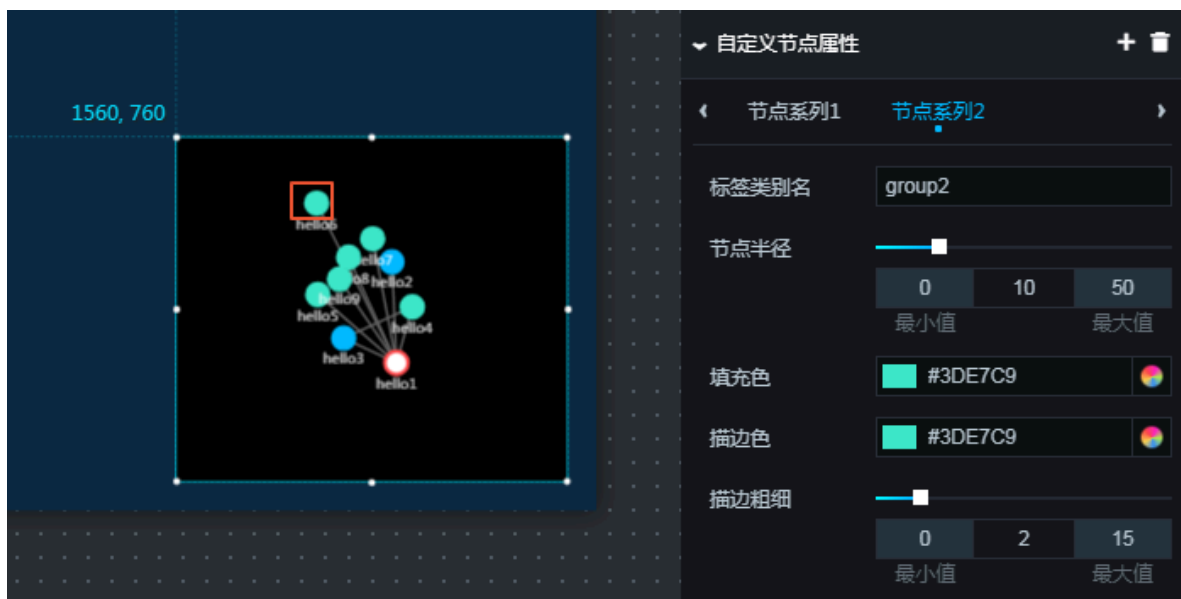 1560, 760
hello6
hello7
hello2
o8
hello9
hello5
hello4
hello3
hello1
自定义节点属性
节点系列1 节点系列2
标签类别名 group2
节点半径
0 10 50
最小值 最大值
填充色 #3DE7C9
描边色 #3DE7C9
描边粗细
0 2 15
最小值 最大值